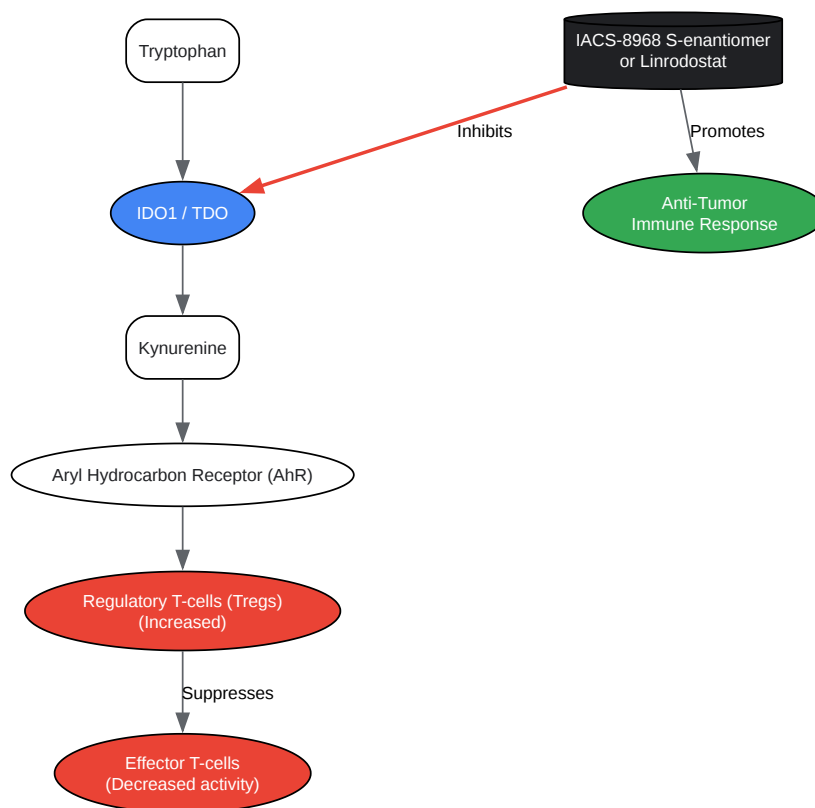 Tryptophan
IACS-8968 S-enantiomer
or Linrodostat
Inhibits
Promotes
IDO1 / TDO
Anti-Tumor
Immune Response
Kynurenine
Aryl Hydrocarbon Receptor (AhR)
Regulatory T-cells (Tregs)
(Increased)
Suppresses
Effector T-cells
(Decreased activity)